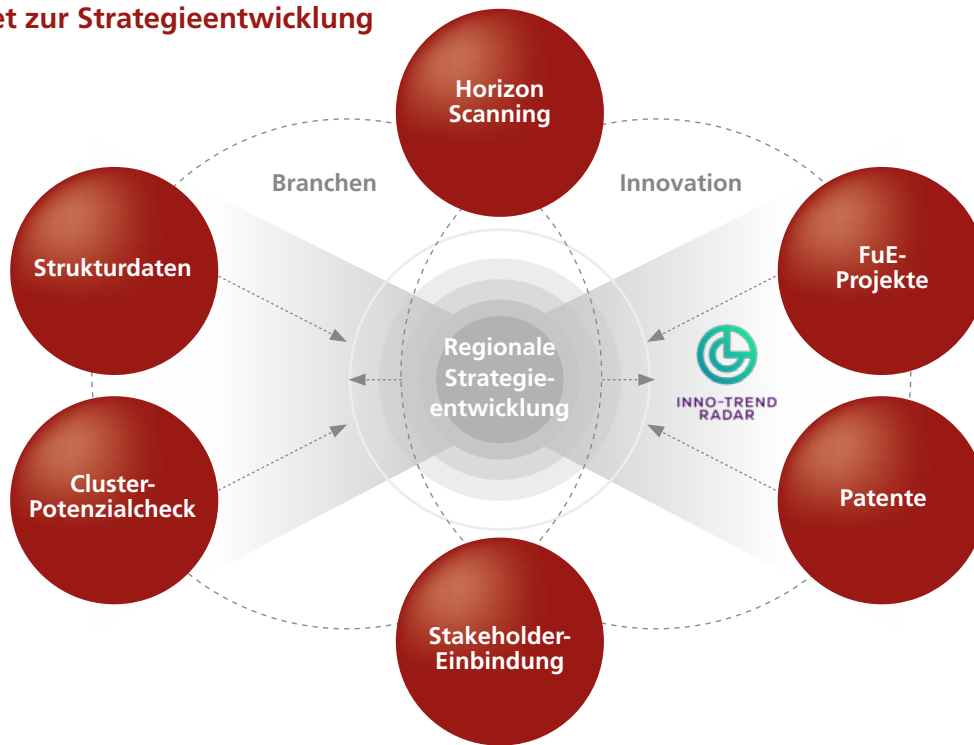 zur Strategieentwicklung
Horizon
Scanning
Branchen
Innovation
Strukturdaten
FuE-
Projekte
Regionale
Strategie-
entwicklung
INNO-TREND
RADAR
Cluster-
Potenzialcheck
Patente
Stakeholder-
Einbindung